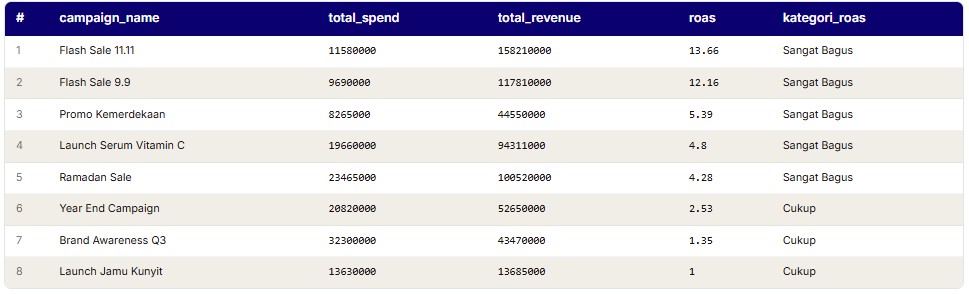 # campaign_name total_spend total_revenue roas kategori_roas
1 Flash Sale 11.11 11580000 158210000 13.66 Sangat Bagus
2 Flash Sale 9.9 9690000 117810000 12.16 Sangat Bagus
3 Promo Kemerdekaan 8265000 44550000 5.39 Sangat Bagus
4 Launch Serum Vitamin C 19660000 94311000 4.8 Sangat Bagus
5 Ramadan Sale 23465000 100520000 4.28 Sangat Bagus
6 Year End Campaign 20820000 52650000 2.53 Cukup
7 Brand Awareness Q3 32300000 43470000 1.35 Cukup
8 Launch Jamu Kunyit 13630000 13685000 1 Cukup